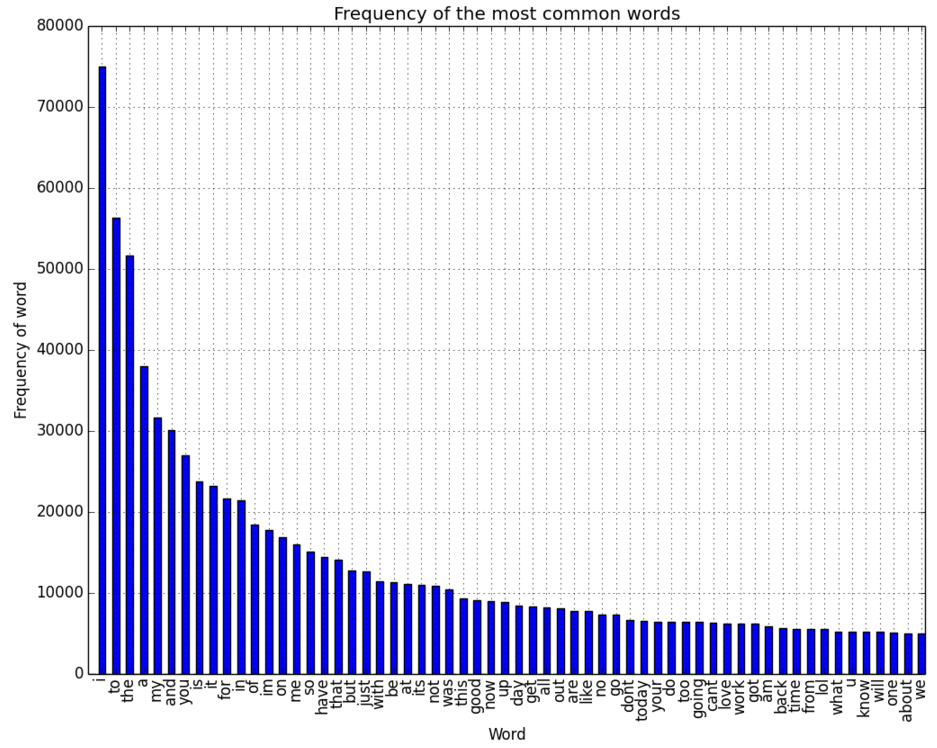 Frequency of the most common words
80000
70000
60000
50000
40000
30000
20000
10000
0
Frequency of word
i to the a my and you is it for in of im on me so have that but just with be at its not was this good now up day get all out are like no go dont today your do too going cant love work got am back time from lol what u know will one about we
Word